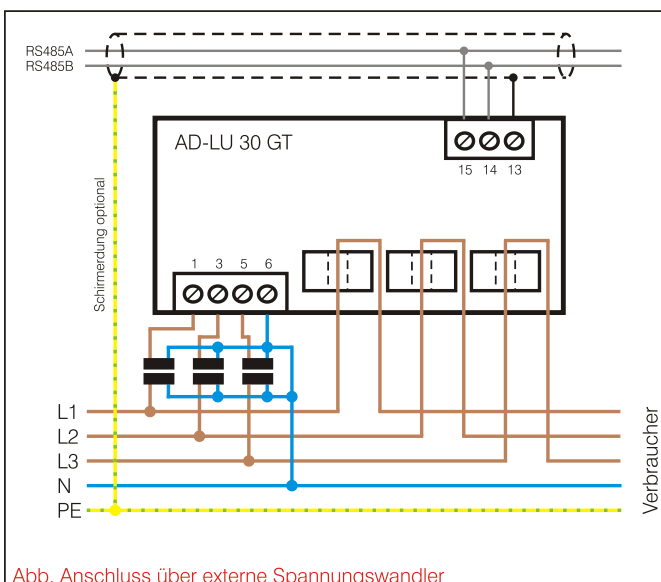 RS485A
RS485B
AD-LU 30 GT
15 14 13
Schirmerdung optional
1 3 5 6
L1
L2
L3
N
PE
Verbraucher
Abb. Anschluss über externe Spannungswandler